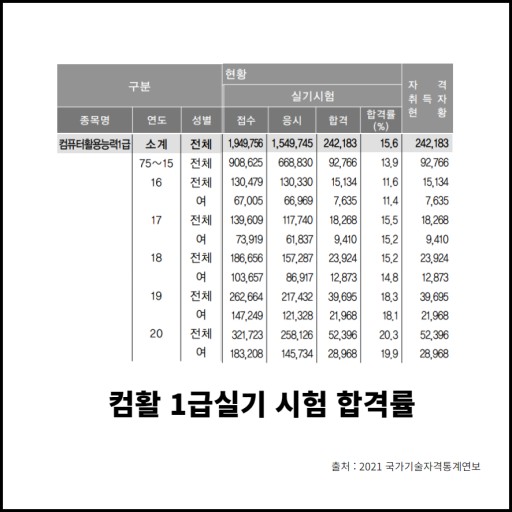 구분 현황 자격취득자현황
실기시험
종목명 연도 성별 접수 응시 합격 합격률(%)
컴퓨터활용능력1급 소계 전체 1,949,756 1,549,745 242,183 15.6 242,183
75~15 전체 908,625 668,830 92,766 13.9 92,766
16 전체 130,479 130,330 15,134 11.6 15,134
여 67,005 66,969 7,635 11.4 7,635
17 전체 139,609 117,740 18,268 15.5 18,268
여 73,919 61,837 9,410 15.2 9,410
18 전체 186,656 157,287 23,924 15.2 23,924
여 103,657 86,917 12,873 14.8 12,873
19 전체 262,664 217,432 39,695 18.3 39,695
여 147,249 121,328 21,968 18.1 21,968
20 전체 321,723 258,126 52,396 20.3 52,396
여 183,208 145,734 28,968 19.9 28,968
컴활 1급실기 시험 합격률
출처 : 2021 국가기술자격통계연보